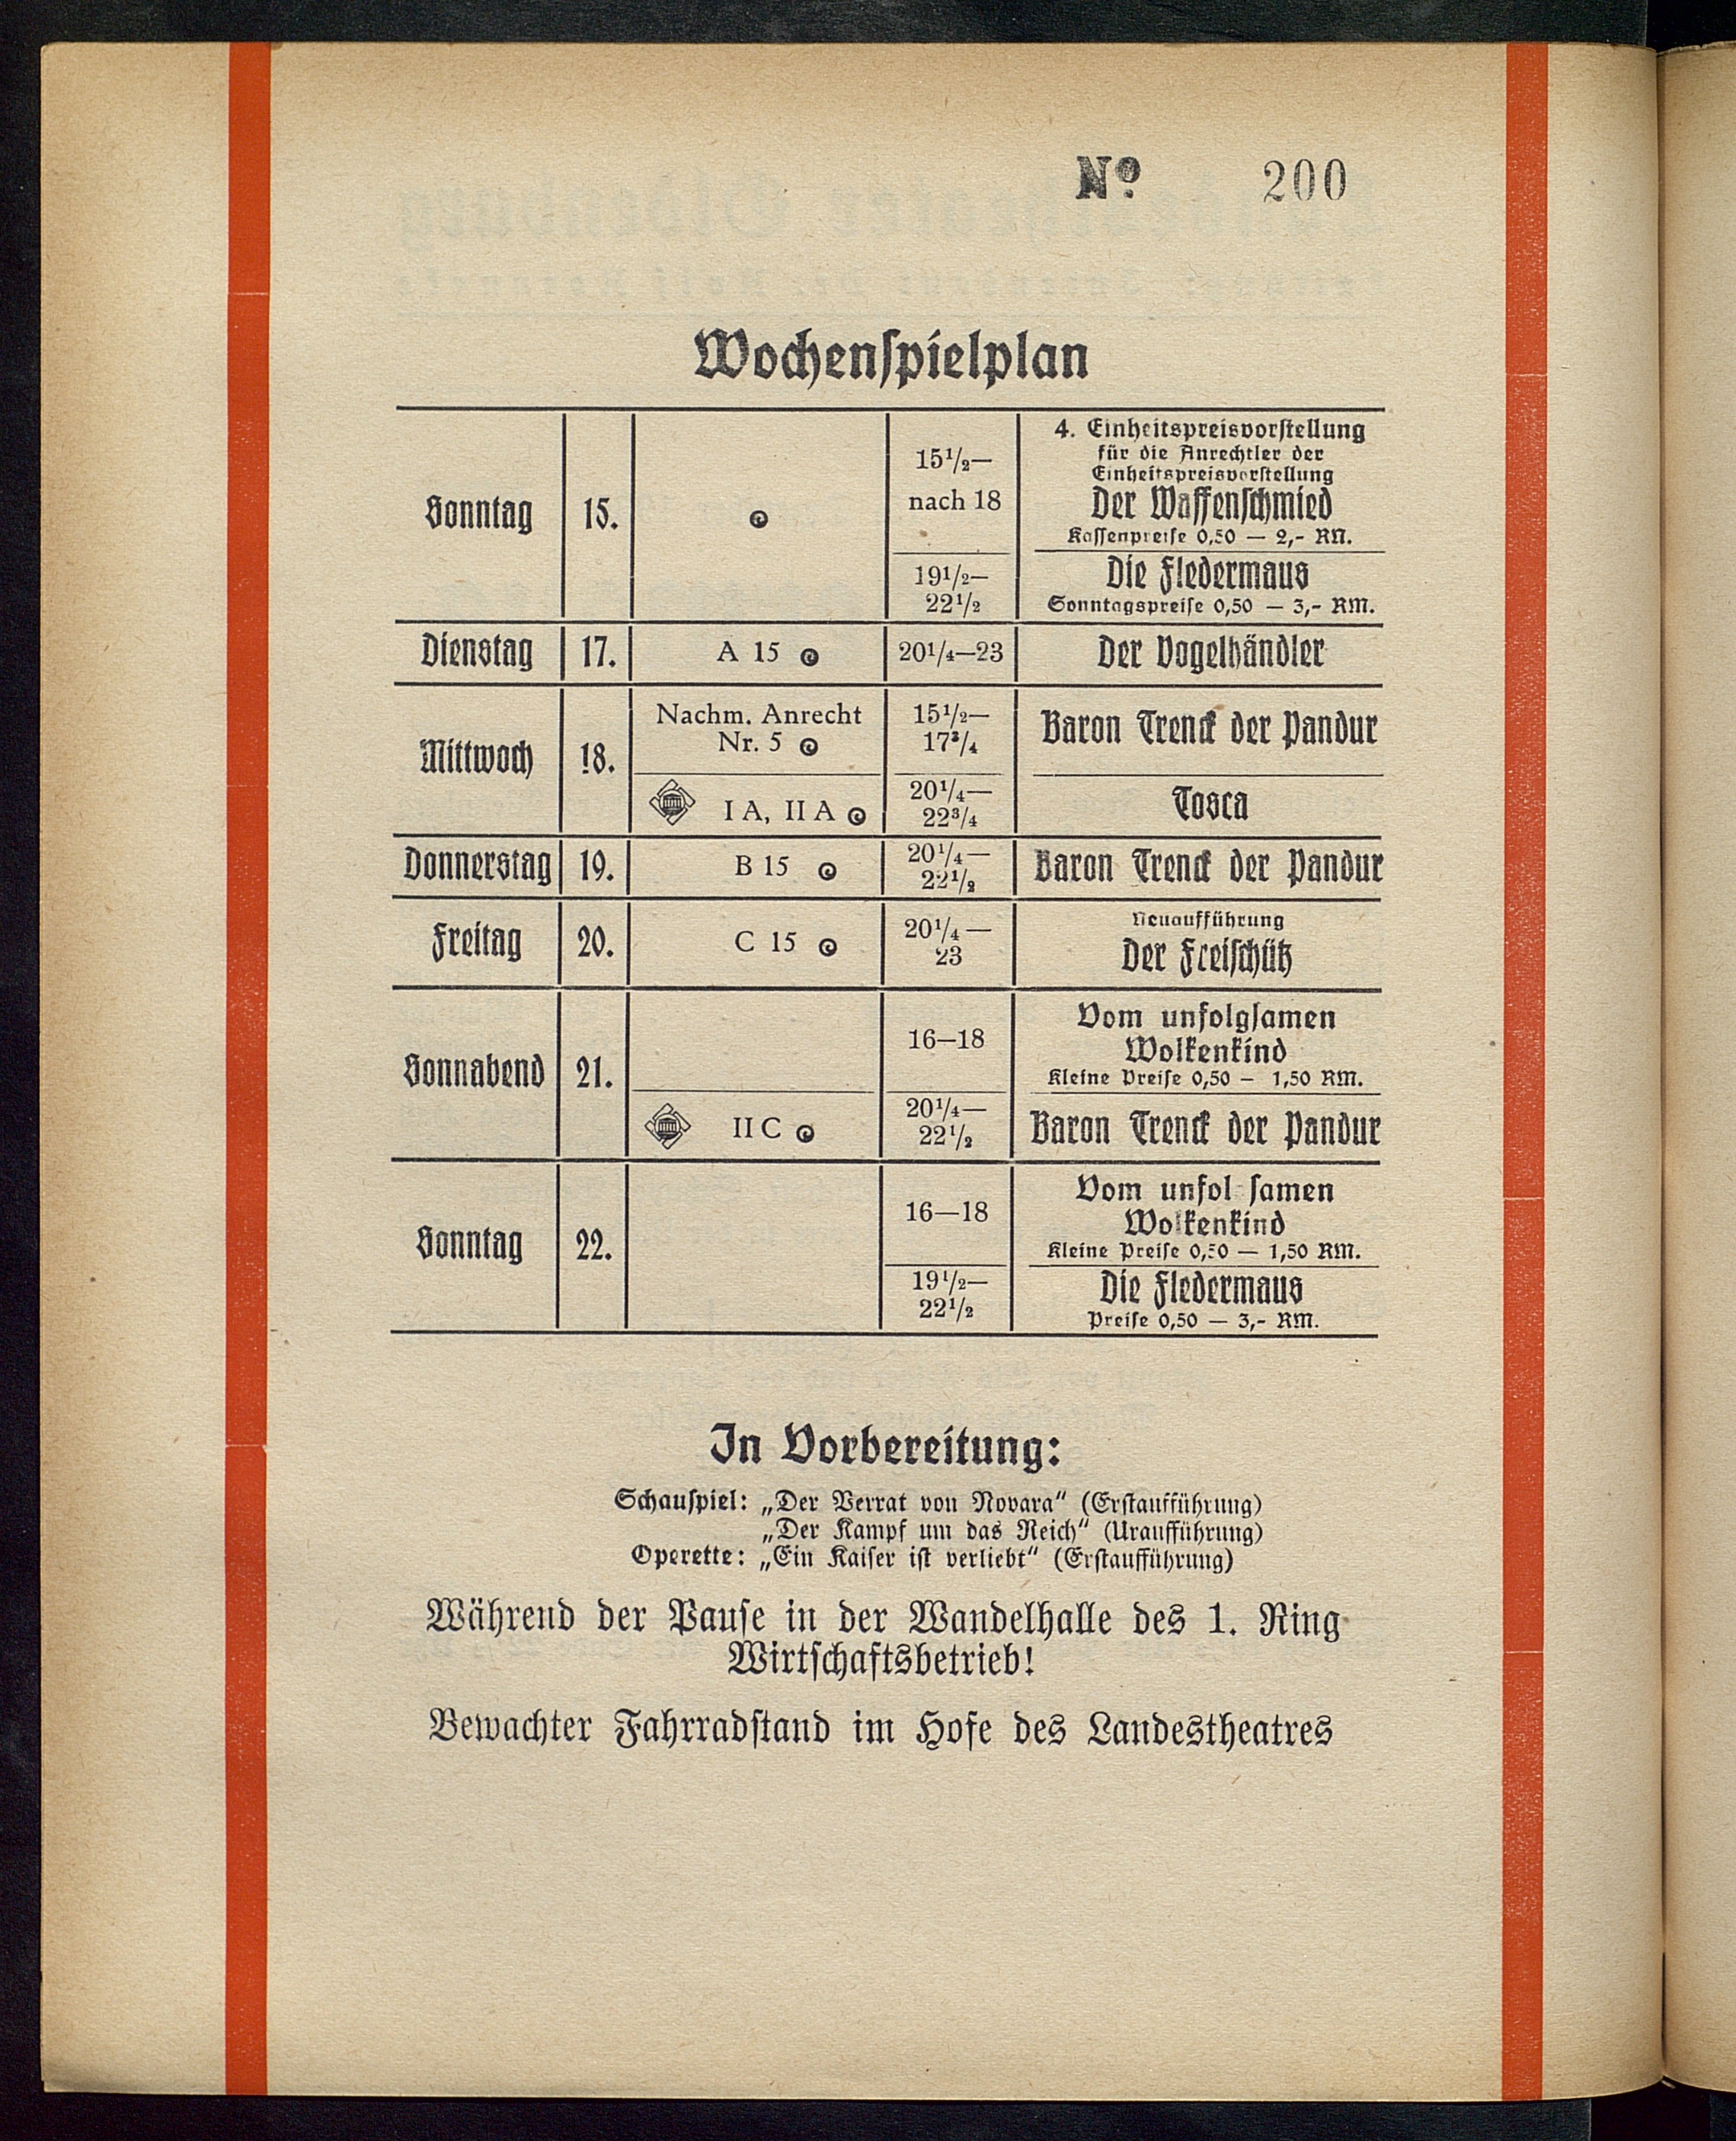 Nº 200
Wochenspielplan
Sonntag 15.
15½—
nach 18
4. Einheitspreisvorstellung
für die Anrechtler der
Einheitspreisvorstellung
Der Waffenschmied
Kassenpreise 0,50 — 2,- RM.
19½—
22½
Die Fledermaus
Sonntagspreise 0,50 — 3,- RM.
Dienstag 17. A 15 20¼—23 Der Vogelhändler
Mittwoch 18.
Nachm. Anrecht
Nr. 5
15½—
17¾
Baron Trenck der Pandur
I A, II A
20¼—
22¾
Tosca
Donnerstag 19. B 15
20¼—
22½
Baron Trenck der Pandur
Freitag 20. C 15
20¼—
23
Neuaufführung
Der Freischütz
Sonnabend 21.
16—18
Vom unfolgsamen
Wolkenkind
Kleine Preise 0,50 — 1,50 RM.
II C
20¼—
22½
Baron Trenck der Pandur
Sonntag 22.
16—18
Vom unfol samen
Wolkenkind
Kleine Preise 0,50 — 1,50 RM.
19½—
22½
Die Fledermaus
Preise 0,50 — 3,- RM.
In Vorbereitung:
Schauspiel: „Der Verrat von Novara“ (Erstaufführung)
„Der Kampf um das Reich“ (Uraufführung)
Operette: „Ein Kaiser ist verliebt“ (Erstaufführung)
Während der Pause in der Wandelhalle des 1. Ring
Wirtschaftsbetrieb!
Bewachter Fahrradstand im Hofe des Landestheatres